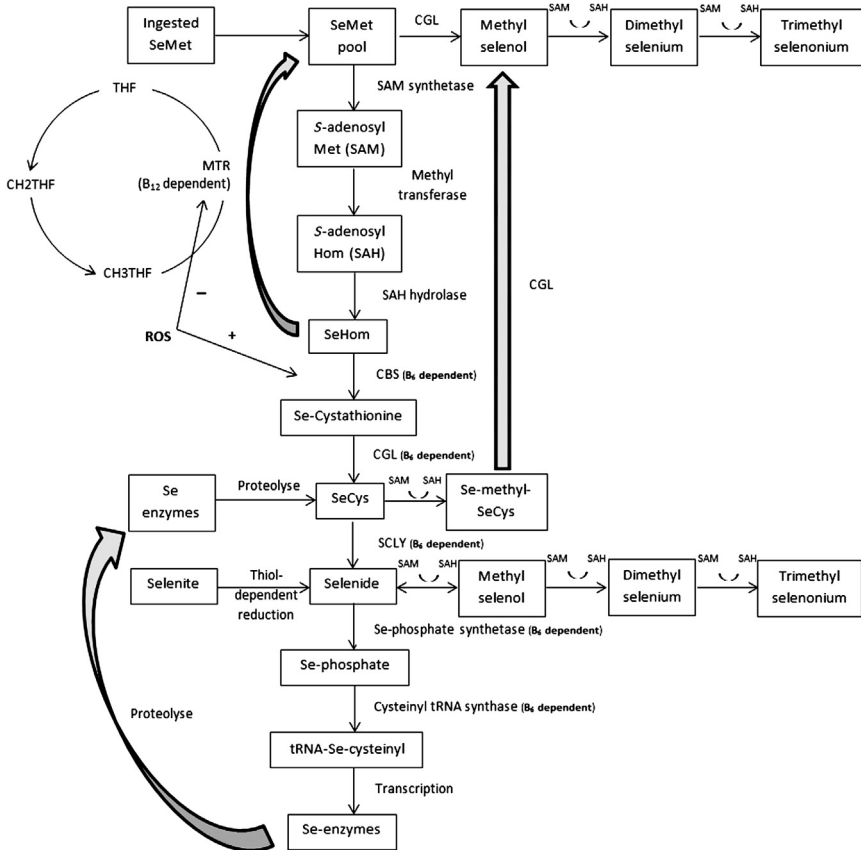 Ingested
SeMet
SeMet
pool
CGL
Methyl
selenol
SAM
SAH
Dimethyl
selenium
SAM
SAH
Trimethyl
selenonium
SAM synthetase
THF
S-adenosyl
Met (SAM)
MTR
(B12 dependent)
CH2THF
Methyl
transferase
S-adenosyl
Hom (SAH)
CH3THF
CGL
SAH hydrolase
–
ROS
+
SeHom
CBS (B6 dependent)
Se-Cystathionine
CGL (B6 dependent)
Se
enzymes
Proteolyse
SeCys
SAM
SAH
Se-methyl-
SeCys
SCLY (B6 dependent)
Selenite
Thiol-
dependent
reduction
Selenide
SAM
SAH
Methyl
selenol
SAM
SAH
Dimethyl
selenium
SAM
SAH
Trimethyl
selenonium
Se-phosphate synthetase (B6 dependent)
Se-phosphate
Proteolyse
Cysteinyl tRNA synthase (B6 dependent)
tRNA-Se-cysteinyl
Transcription
Se-enzymes